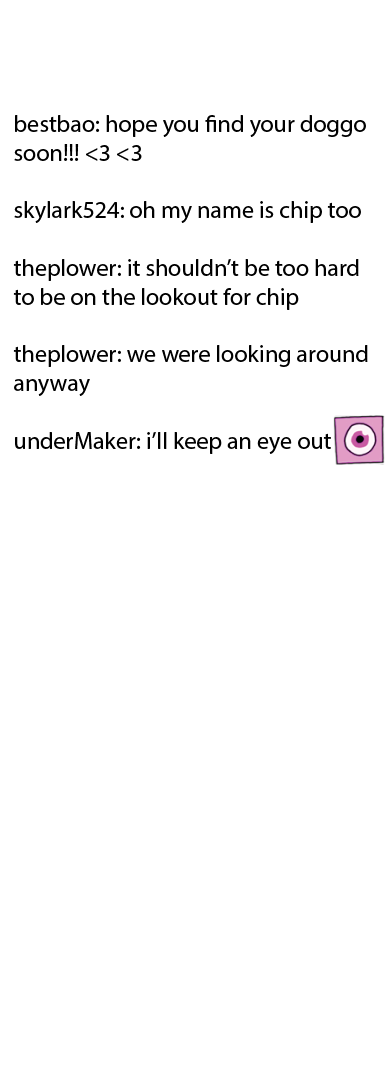 bestbao: hope you find your doggo
soon!!! <3 <3
skylark524: oh my name is chip too
theplower: it shouldn’t be too hard
to be on the lookout for chip
theplower: we were looking around
anyway
underMaker: i’ll keep an eye out